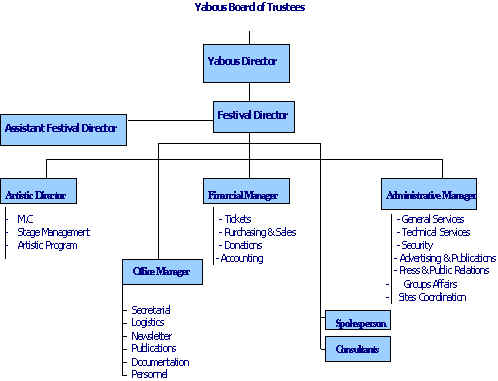 Yabous Board of Trustees
Yabous Director
Festival Director
Assistant Festival Director
Artistic Director
- M.C
- Stage Management
- Artistic Program
Financial Manager
- Tickets
- Purchasing & Sales
- Donations
- Accounting
Administrative Manager
- General Services
- Technical Services
- Security
- Advertising & Publications
- Press & Public Relations
- Groups Affairs
- Sites Coordination
Office Manager
- Secretarial
- Logistics
- Newsletter
- Publications
- Documentation
- Personnel
Spokesperson
Consultants